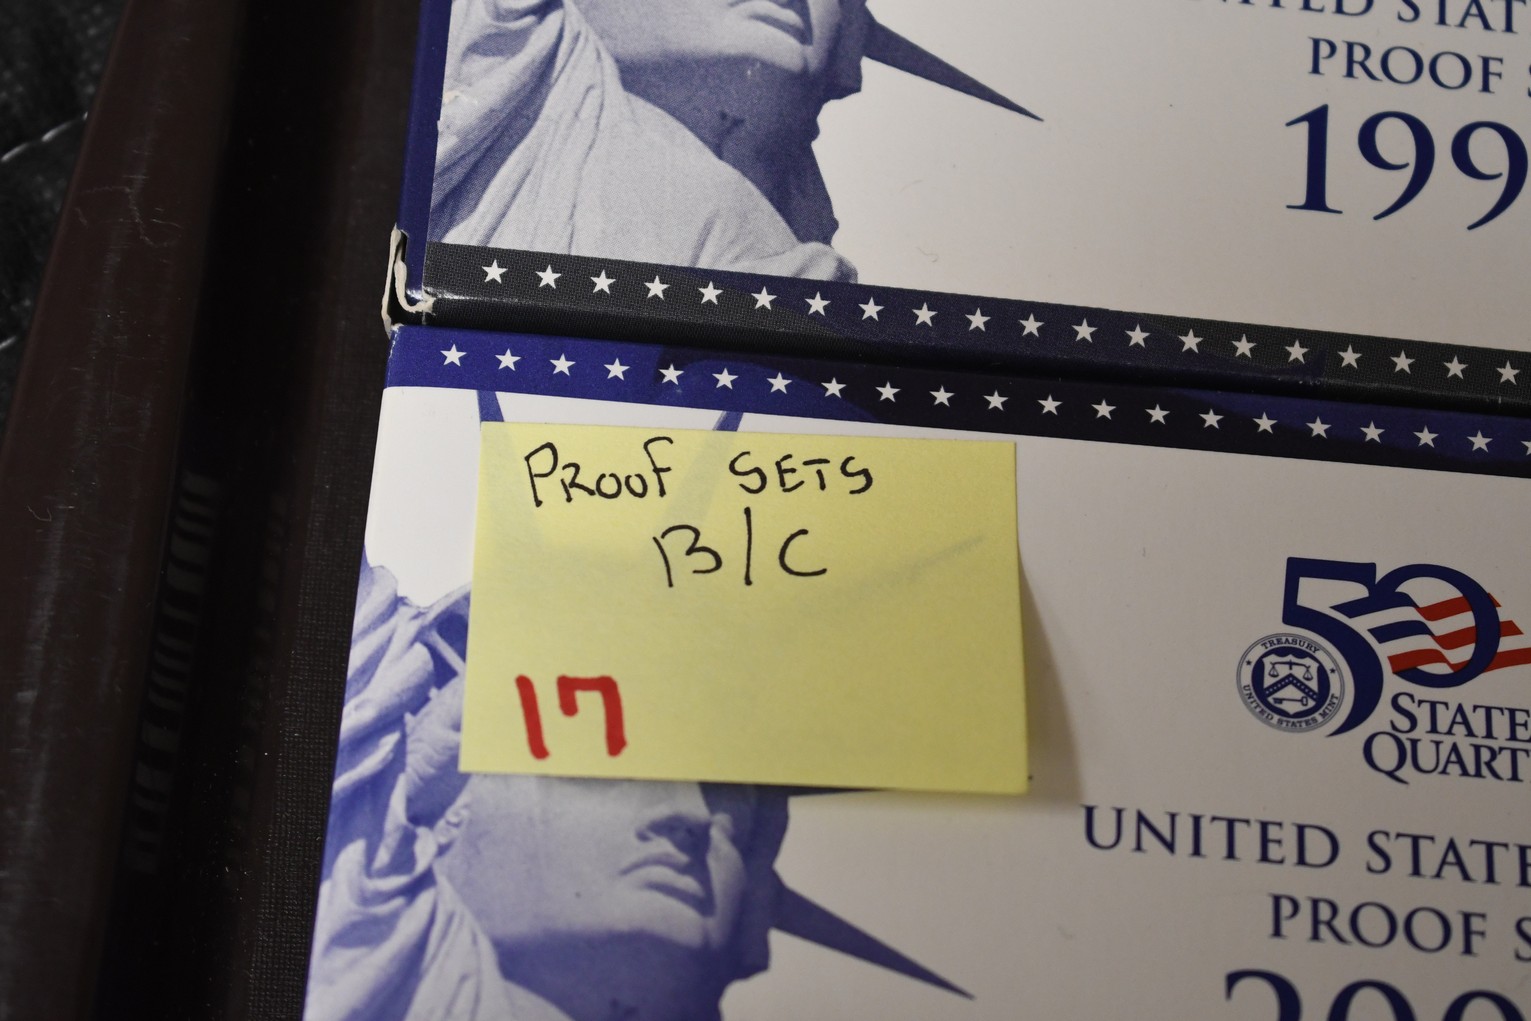 UNITED STAT
PROOF S
199
PROOF SETS
B/C
17
50
TREASURY
UNITED STATES MINT
STATE
QUART
UNITED STATE
PROOF S
200